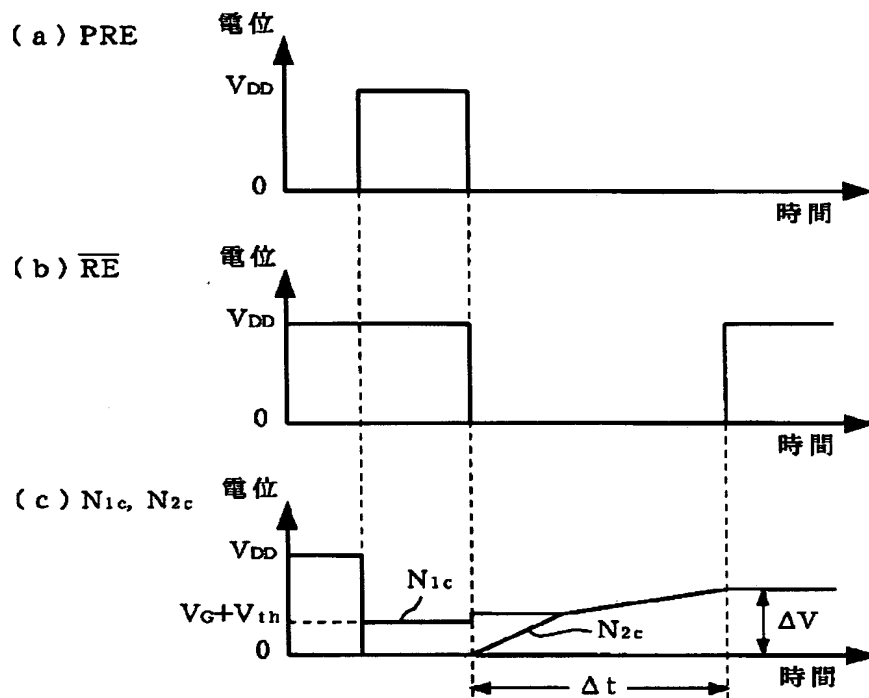 (a) PRE
電位
VDD
0
時間
(b) R̅E̅
電位
VDD
0
時間
(c) N1c, N2c
電位
VDD
N1c
VG+Vth
N2c
ΔV
0
時間
Δt